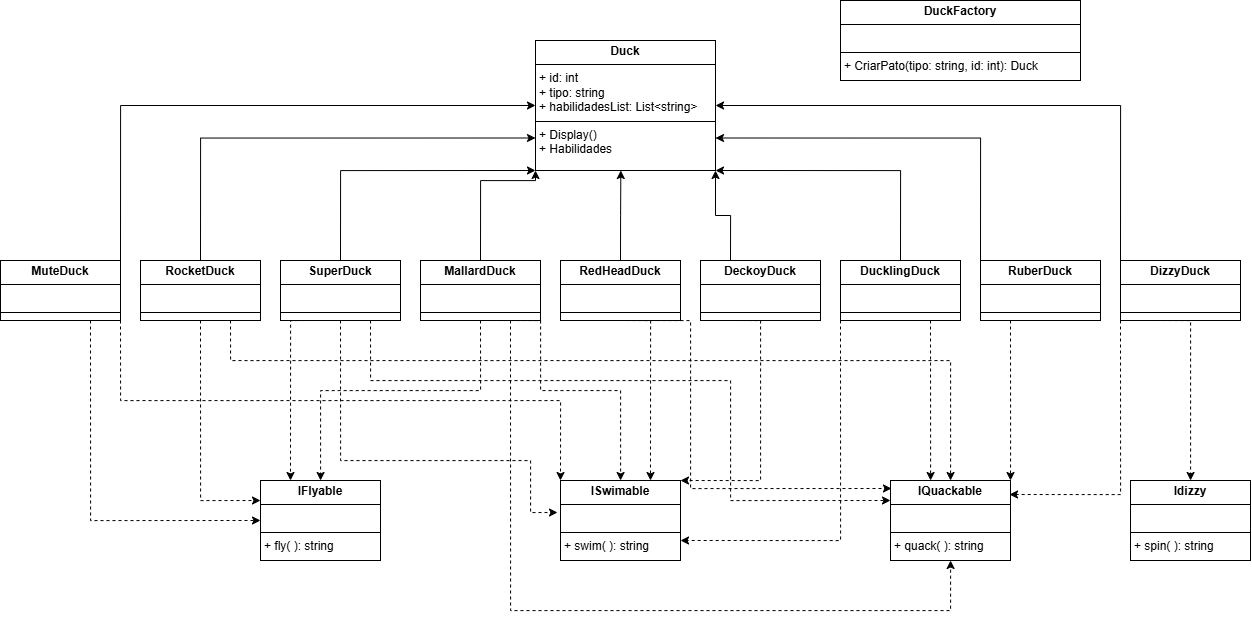 DuckFactory
+ CriarPato(tipo: string, id: int): Duck
Duck
+ id: int
+ tipo: string
+ habilidadesList: List<string>
+ Display()
+ Habilidades
MuteDuck
RocketDuck
SuperDuck
MallardDuck
RedHeadDuck
DeckoyDuck
DucklingDuck
RuberDuck
DizzyDuck
IFlyable
+ fly( ): string
ISwimable
+ swim( ): string
IQuackable
+ quack( ): string
Idizzy
+ spin( ): string